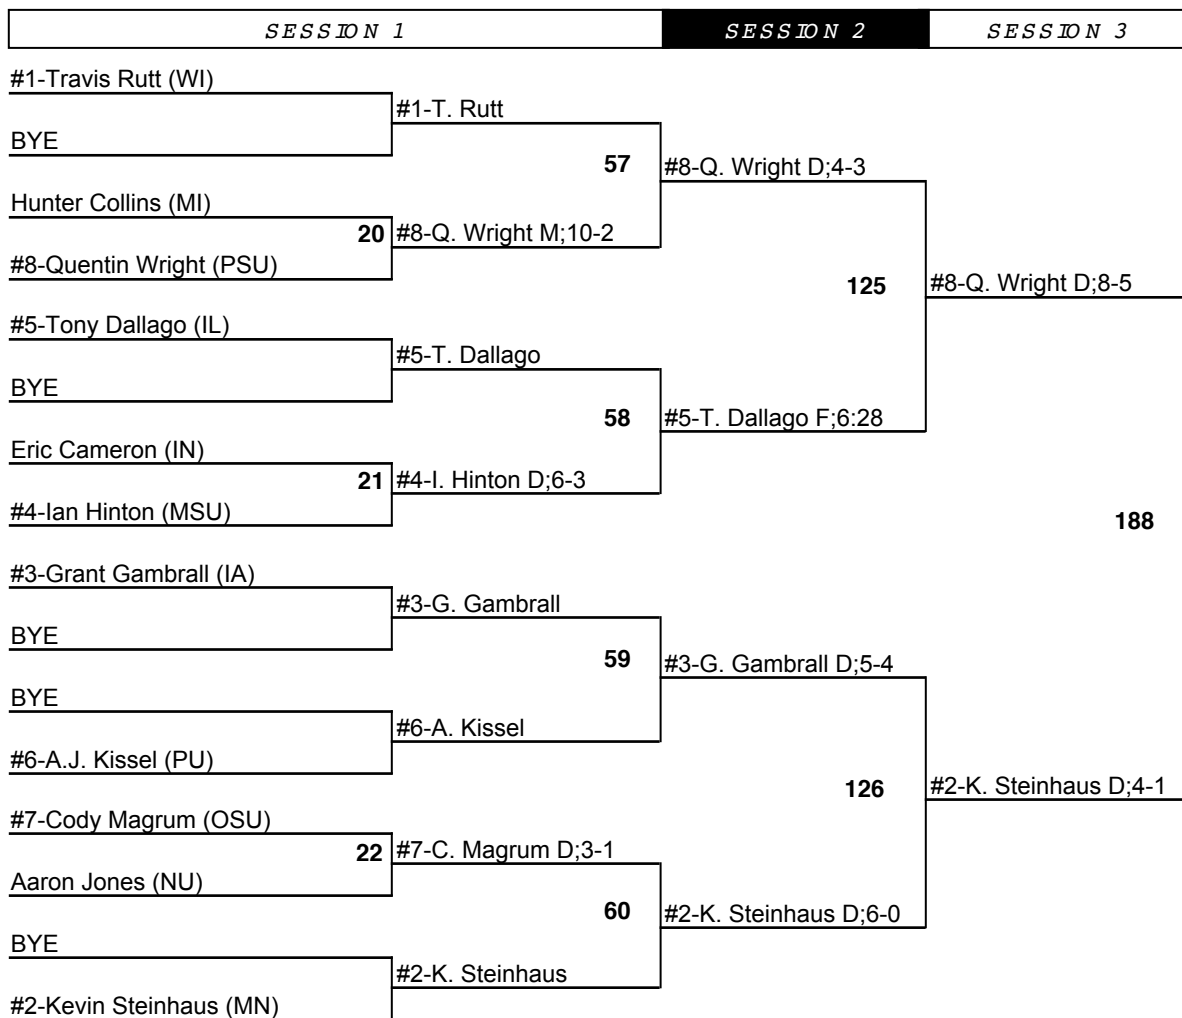 SESSION 1 SESSION 2 SESSION 3
#1-Travis Rutt (WI)
#1-T. Rutt
BYE
57 #8-Q. Wright D;4-3
Hunter Collins (MI)
20 #8-Q. Wright M;10-2
#8-Quentin Wright (PSU)
125 #8-Q. Wright D;8-5
#5-Tony Dallago (IL)
#5-T. Dallago
BYE
58 #5-T. Dallago F;6:28
Eric Cameron (IN)
21 #4-I. Hinton D;6-3
#4-Ian Hinton (MSU)
188
#3-Grant Gambrall (IA)
#3-G. Gambrall
BYE
59 #3-G. Gambrall D;5-4
BYE
#6-A. Kissel
#6-A.J. Kissel (PU)
126 #2-K. Steinhaus D;4-1
#7-Cody Magrum (OSU)
22 #7-C. Magrum D;3-1
Aaron Jones (NU)
60 #2-K. Steinhaus D;6-0
BYE
#2-K. Steinhaus
#2-Kevin Steinhaus (MN)